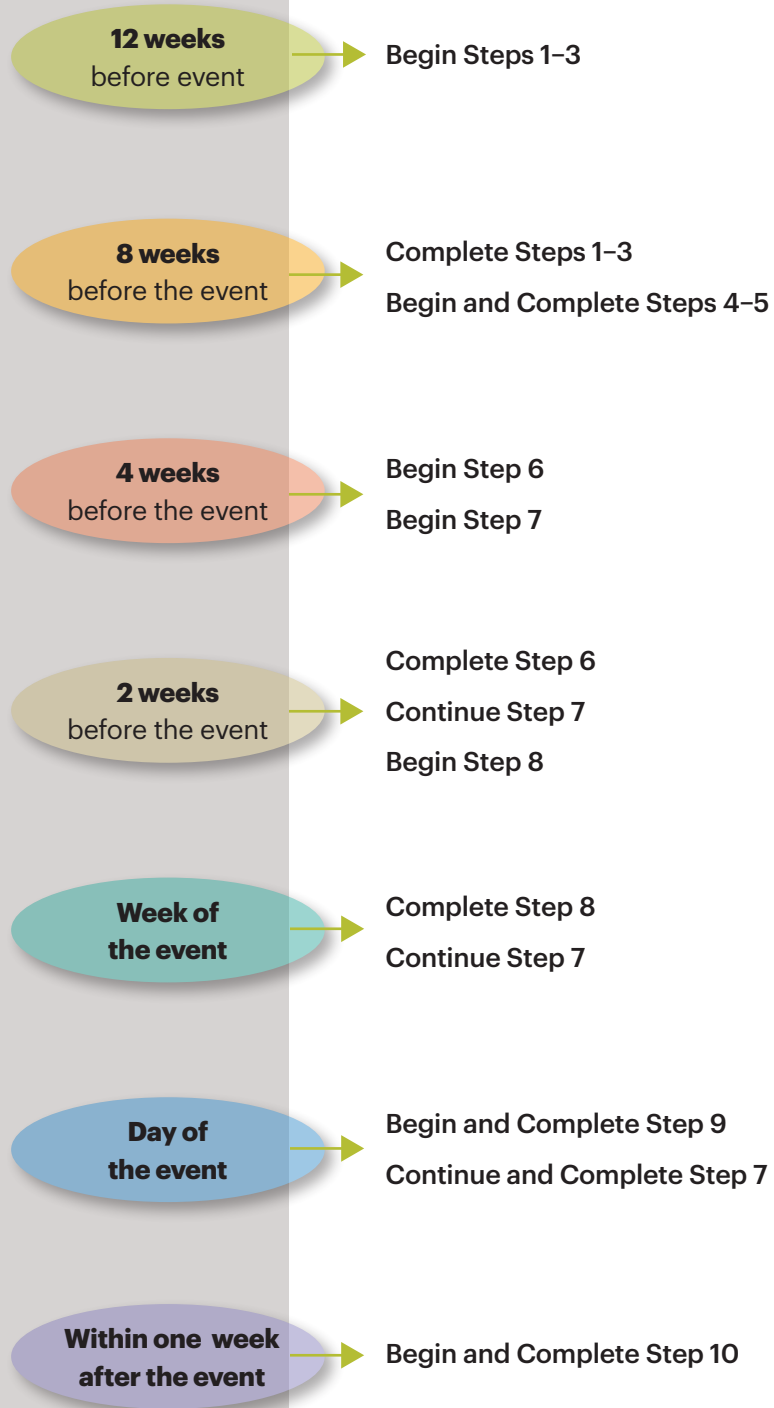 12 weeks
before event
Begin Steps 1–3
8 weeks
before the event
Complete Steps 1–3
Begin and Complete Steps 4–5
4 weeks
before the event
Begin Step 6
Begin Step 7
2 weeks
before the event
Complete Step 6
Continue Step 7
Begin Step 8
Week of
the event
Complete Step 8
Continue Step 7
Day of
the event
Begin and Complete Step 9
Continue and Complete Step 7
Within one week
after the event
Begin and Complete Step 10